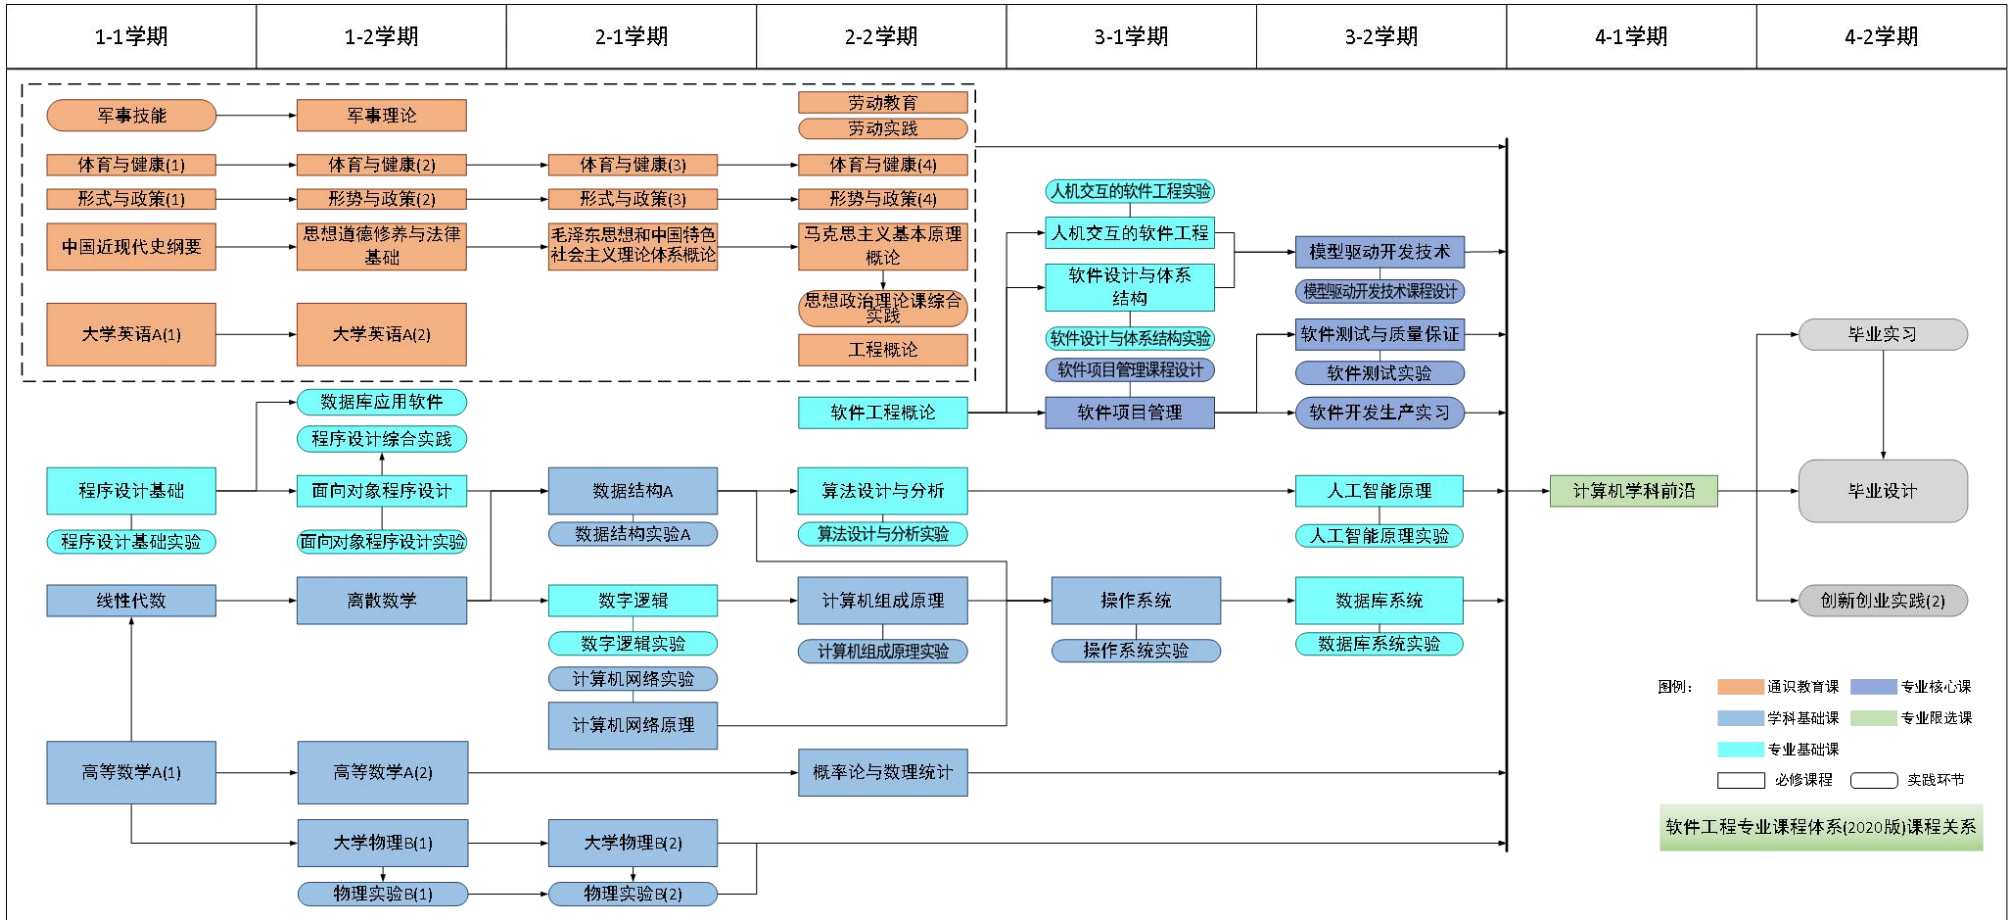 1-1学期
1-2学期
2-1学期
2-2学期
3-1学期
3-2学期
4-1学期
4-2学期
军事技能
军事理论
劳动教育
劳动实践
体育与健康(1)
体育与健康(2)
体育与健康(3)
体育与健康(4)
形式与政策(1)
形势与政策(2)
形式与政策(3)
形势与政策(4)
中国近现代史纲要
思想道德修养与法律
基础
毛泽东思想和中国特色
社会主义理论体系概论
马克思主义基本原理
概论
思想政治理论课综合
实践
大学英语A(1)
大学英语A(2)
工程概论
人机交互的软件工程实验
人机交互的软件工程
软件设计与体系
结构
软件设计与体系结构实验
软件项目管理课程设计
软件项目管理
模型驱动开发技术
模型驱动开发技术课程设计
软件测试与质量保证
软件测试实验
软件开发生产实习
毕业实习
数据库应用软件
程序设计综合实践
软件工程概论
程序设计基础
面向对象程序设计
数据结构A
算法设计与分析
人工智能原理
计算机学科前沿
毕业设计
程序设计基础实验
面向对象程序设计实验
数据结构实验A
算法设计与分析实验
人工智能原理实验
线性代数
离散数学
数字逻辑
计算机组成原理
操作系统
数据库系统
创新创业实践(2)
数字逻辑实验
计算机组成原理实验
操作系统实验
数据库系统实验
计算机网络实验
计算机网络原理
高等数学A(1)
高等数学A(2)
概率论与数理统计
大学物理B(1)
大学物理B(2)
物理实验B(1)
物理实验B(2)
图例：
通识教育课
专业核心课
学科基础课
专业限选课
专业基础课
必修课程
实践环节
软件工程专业课程体系(2020版)课程关系